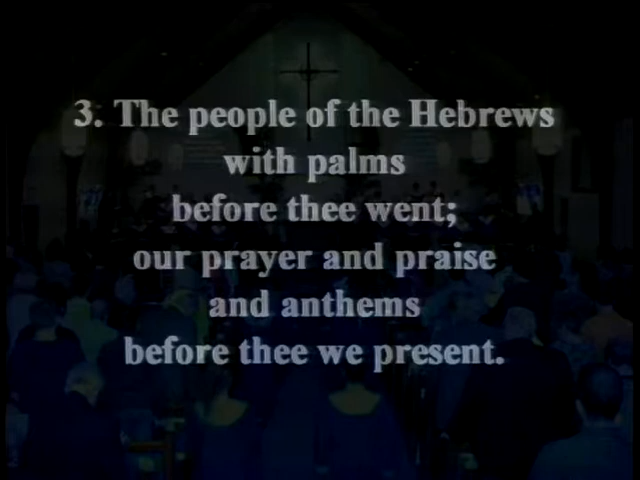 3. The people of the Hebrews
with palms
before thee went;
our prayer and praise
and anthems
before thee we present.